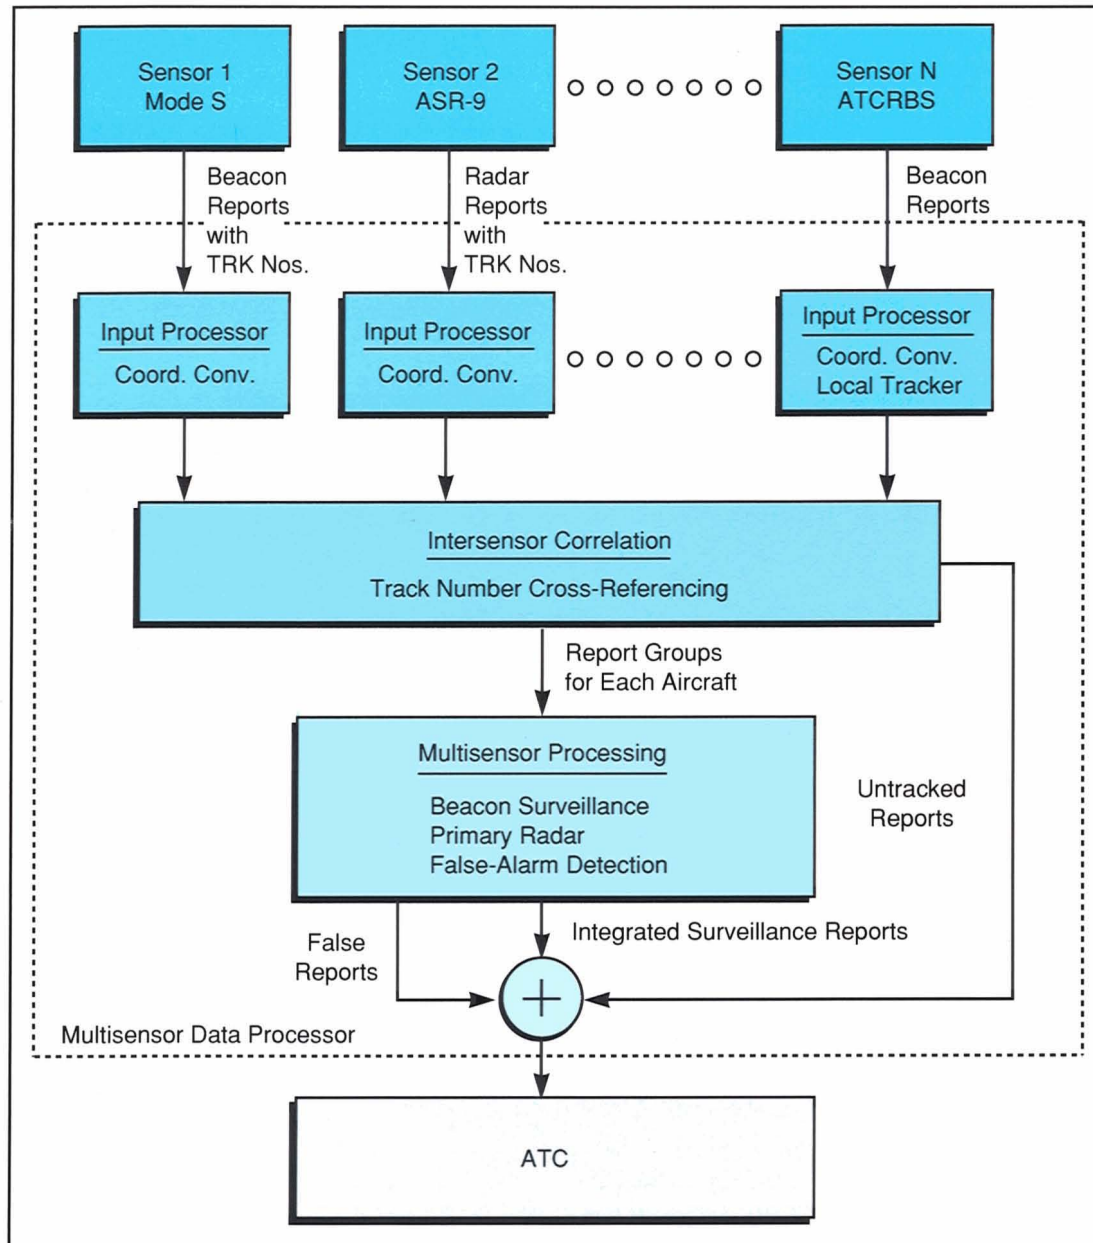 Sensor 1
Mode S
Sensor 2
ASR-9
Sensor N
ATCRBS
Beacon
Reports
with
TRK Nos.
Radar
Reports
with
TRK Nos.
Beacon
Reports
Input Processor
Coord. Conv.
Input Processor
Coord. Conv.
Input Processor
Coord. Conv.
Local Tracker
Intersensor Correlation
Track Number Cross-Referencing
Report Groups
for Each Aircraft
Multisensor Processing
Beacon Surveillance
Primary Radar
False-Alarm Detection
Untracked
Reports
False
Reports
Integrated Surveillance Reports
+
Multisensor Data Processor
ATC